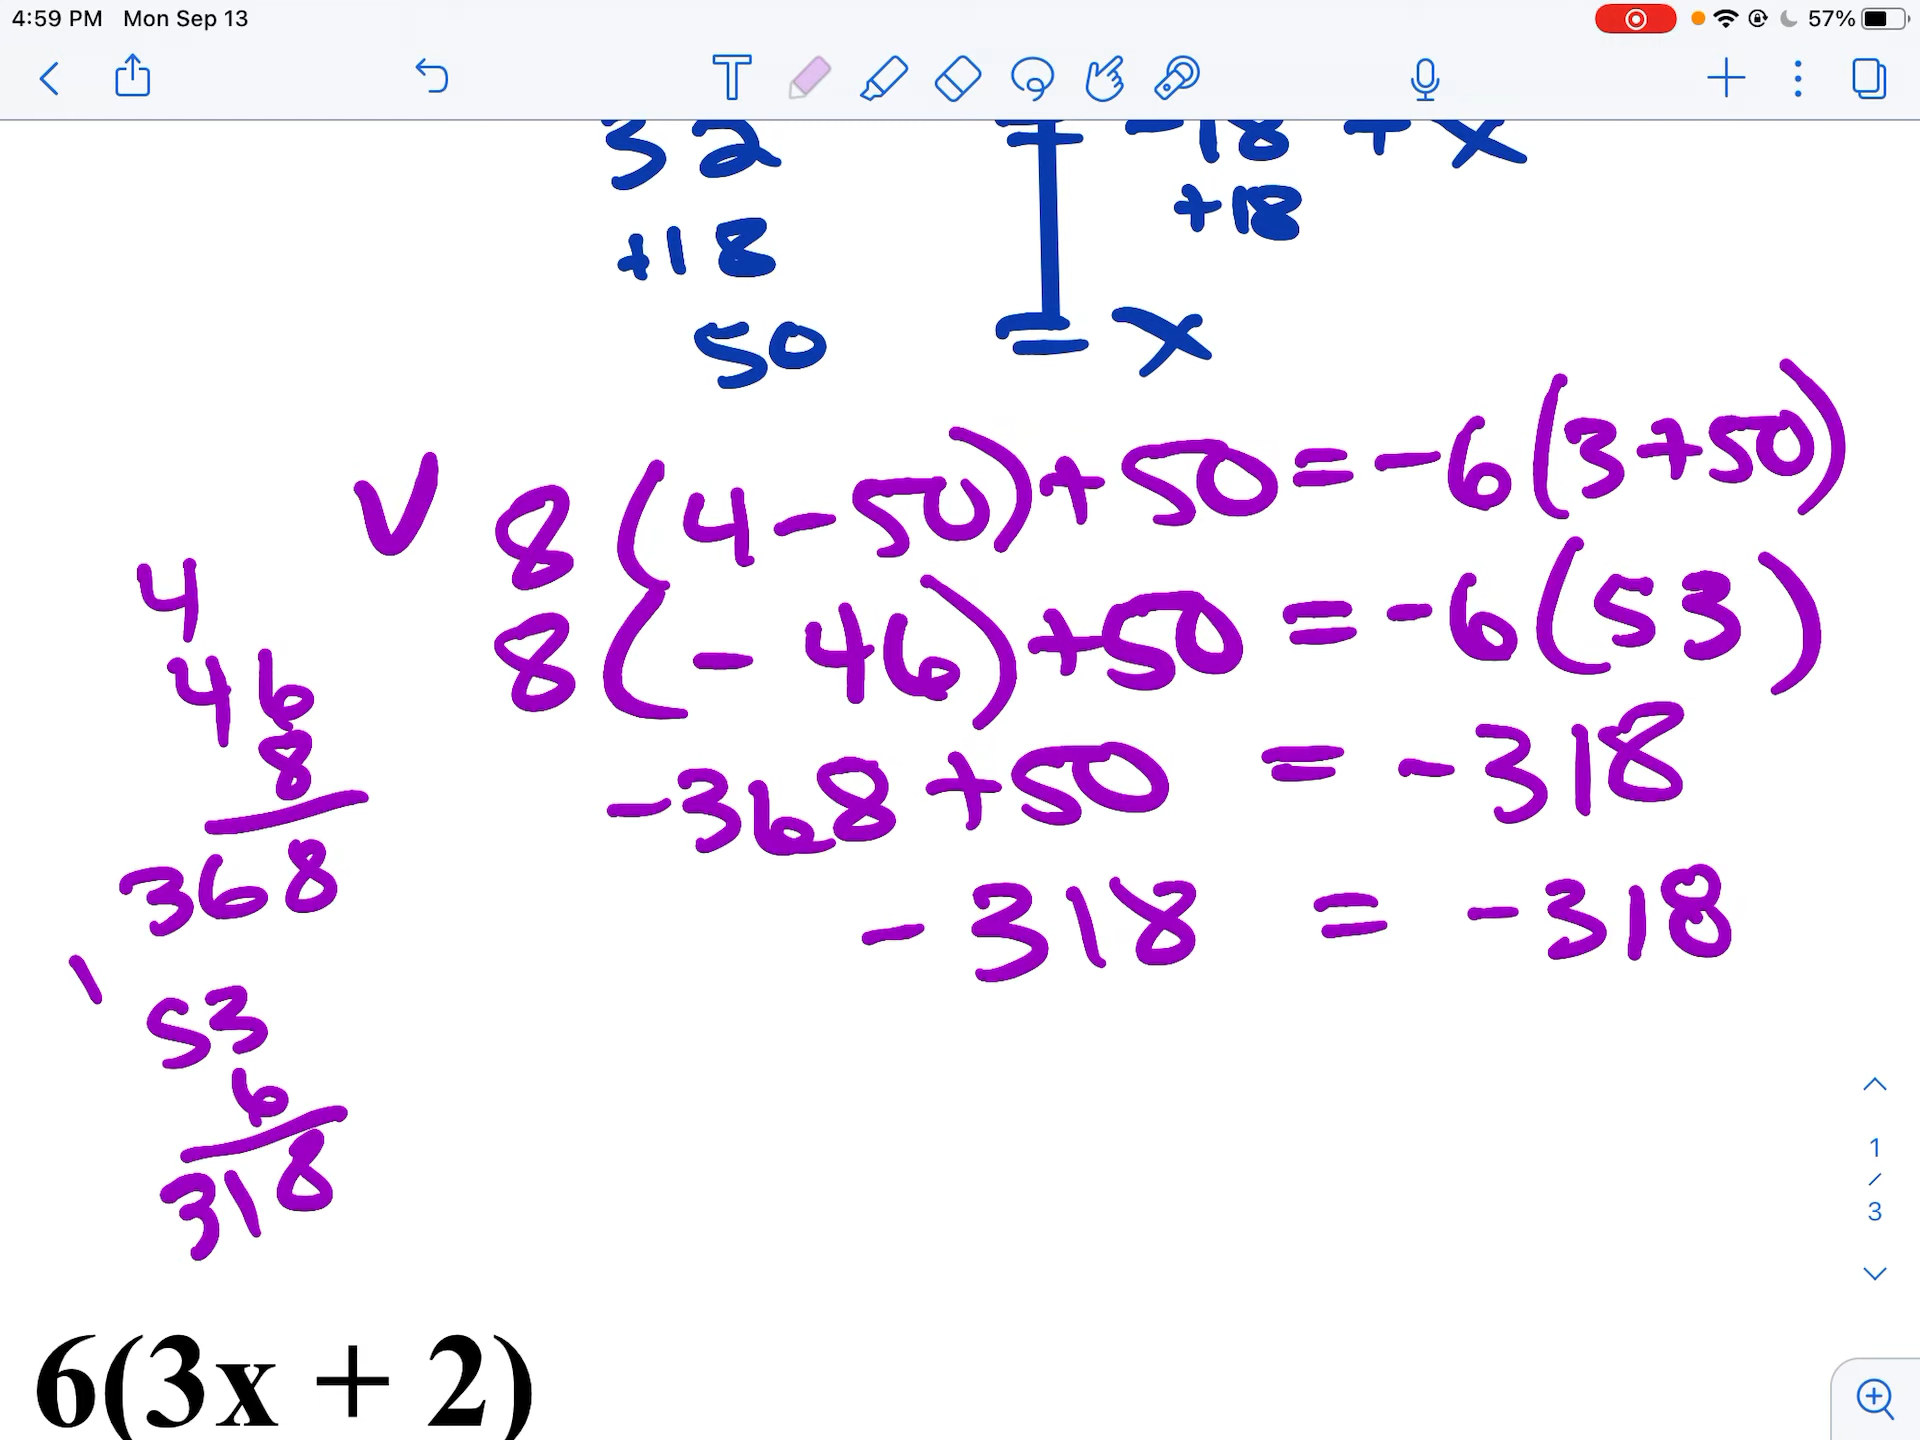 4:59 PM Mon Sep 13 57%
T
32 = -18 + x
+18 +18
50 = x
V 8(4-50)+50=-6(3+50)
8(-46)+50=-6(53)
-368+50 = -318
-318 = -318
4
46
8
368
1
53
6
318
1
/
3
6(3x + 2)